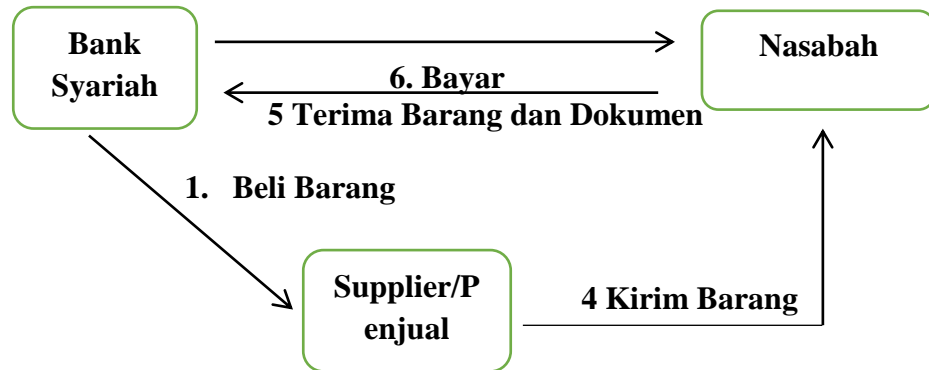 Bank
Syariah
Nasabah
6. Bayar
5 Terima Barang dan Dokumen
1. Beli Barang
Supplier/P
enjual
4 Kirim Barang